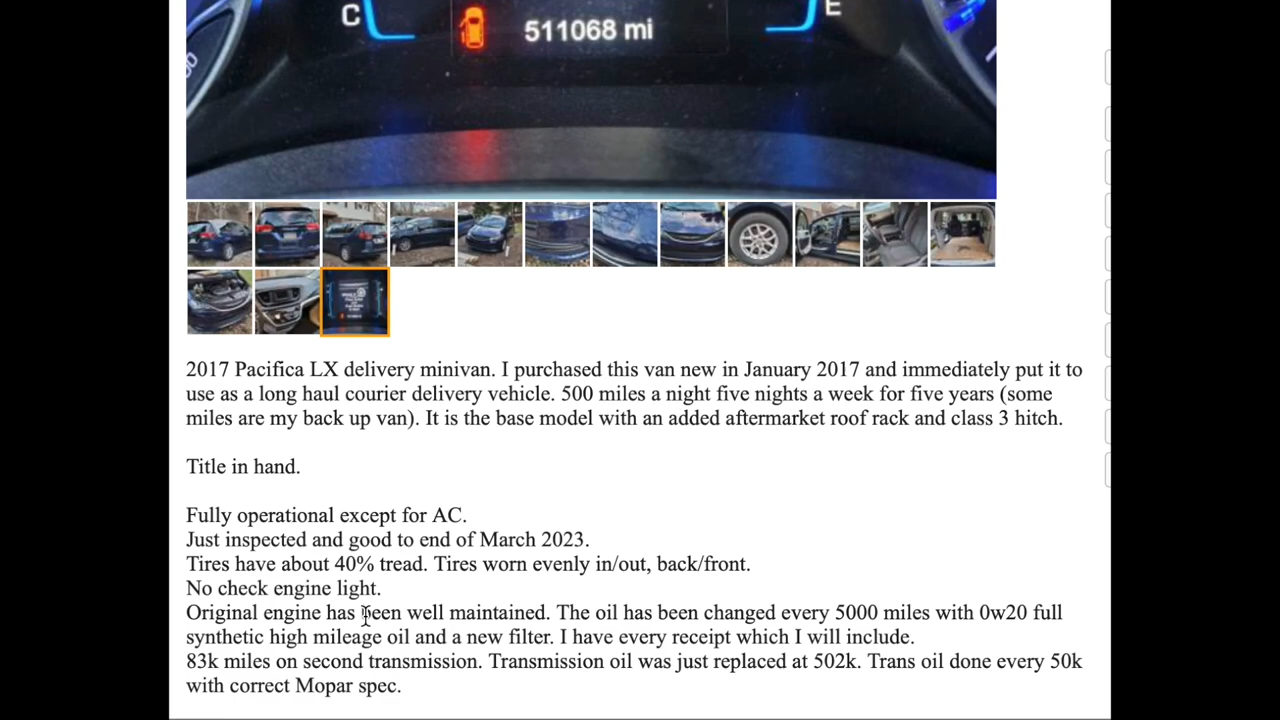 C
E
511068 mi
2017 Pacifica LX delivery minivan. I purchased this van new in January 2017 and immediately put it to
use as a long haul courier delivery vehicle. 500 miles a night five nights a week for five years (some
miles are my back up van). It is the base model with an added aftermarket roof rack and class 3 hitch.
Title in hand.
Fully operational except for AC.
Just inspected and good to end of March 2023.
Tires have about 40% tread. Tires worn evenly in/out, back/front.
No check engine light.
Original engine has been well maintained. The oil has been changed every 5000 miles with 0w20 full
synthetic high mileage oil and a new filter. I have every receipt which I will include.
83k miles on second transmission. Transmission oil was just replaced at 502k. Trans oil done every 50k
with correct Mopar spec.